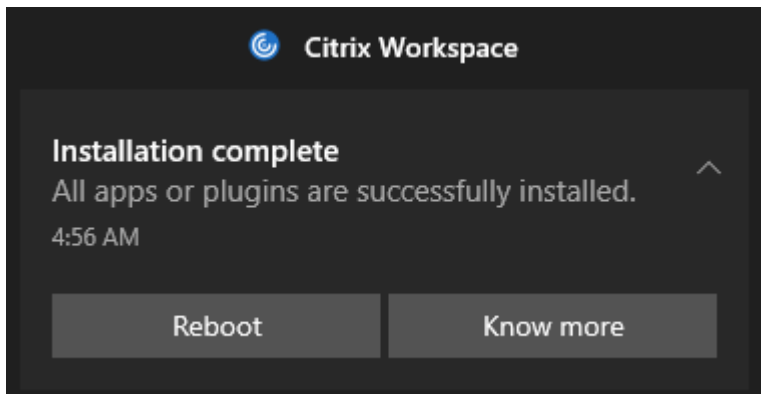 Citrix Workspace
Installation complete
All apps or plugins are successfully installed.
4:56 AM
Reboot
Know more